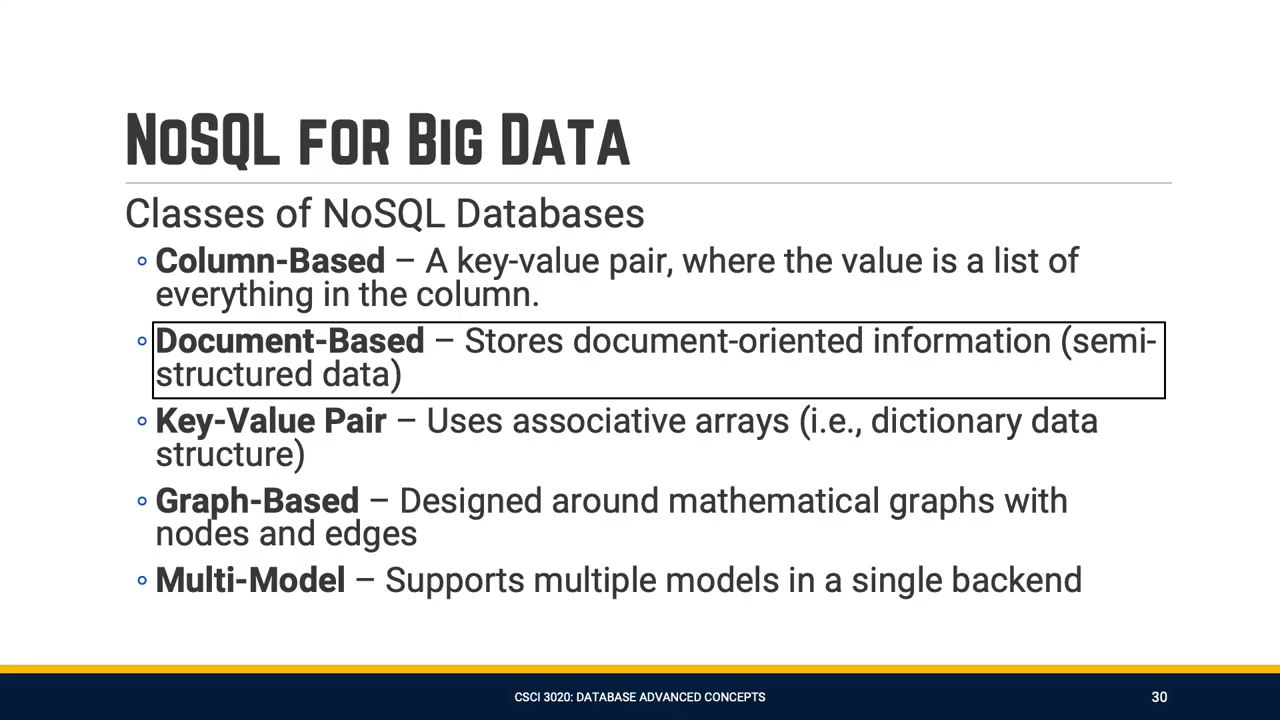 NoSQL for Big Data
Classes of NoSQL Databases
◦ Column-Based – A key-value pair, where the value is a list of
everything in the column.
◦ Document-Based – Stores document-oriented information (semi-
structured data)
◦ Key-Value Pair – Uses associative arrays (i.e., dictionary data
structure)
◦ Graph-Based – Designed around mathematical graphs with
nodes and edges
◦ Multi-Model – Supports multiple models in a single backend
CSCI 3020: DATABASE ADVANCED CONCEPTS
30